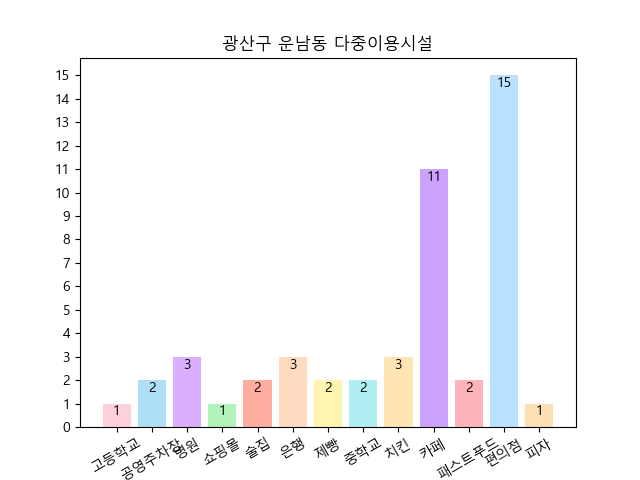 광산구 운남동 다중이용시설
15
14
13
12
11
10
9
8
7
6
5
4
3
2
1
0
1
2
3
1
2
3
2
2
3
11
2
15
1
고등학교
공영주차장
병원
쇼핑몰
술집
은행
제빵
중학교
치킨
카페
패스트푸드
편의점
피자